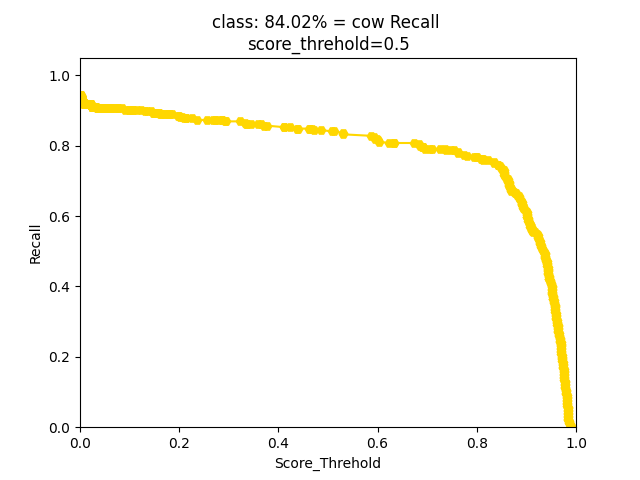 class: 84.02% = cow Recall
score_threhold=0.5
1.0
0.8
0.6
0.4
0.2
0.0
Recall
0.0 0.2 0.4 0.6 0.8 1.0
Score_Threhold